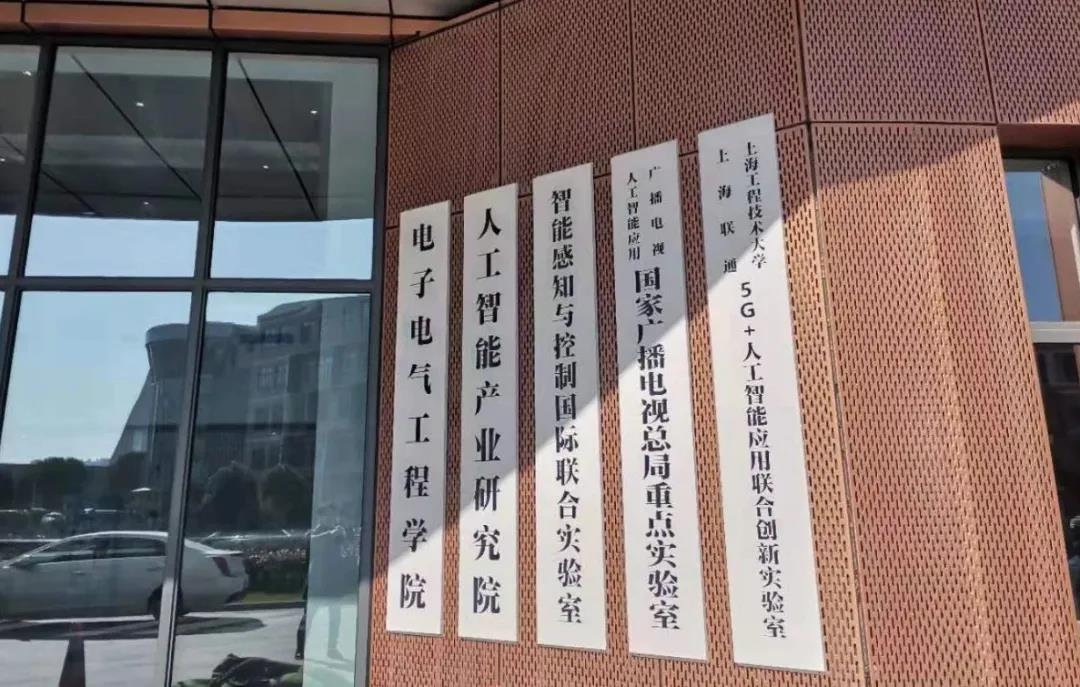 电子电气工程学院
人工智能产业研究院
智能感知与控制国际联合实验室
广播电视
人工智能应用
国家广播电视总局重点实验室
上海工程技术大学
上海联通
5G+人工智能应用联合创新实验室